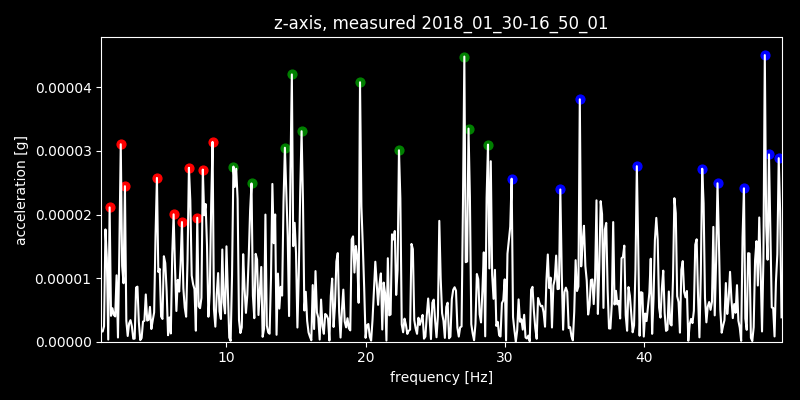 z-axis, measured 2018_01_30-16_50_01
0.00004
0.00003
0.00002
0.00001
0.00000
acceleration [g]
10 20 30 40
frequency [Hz]